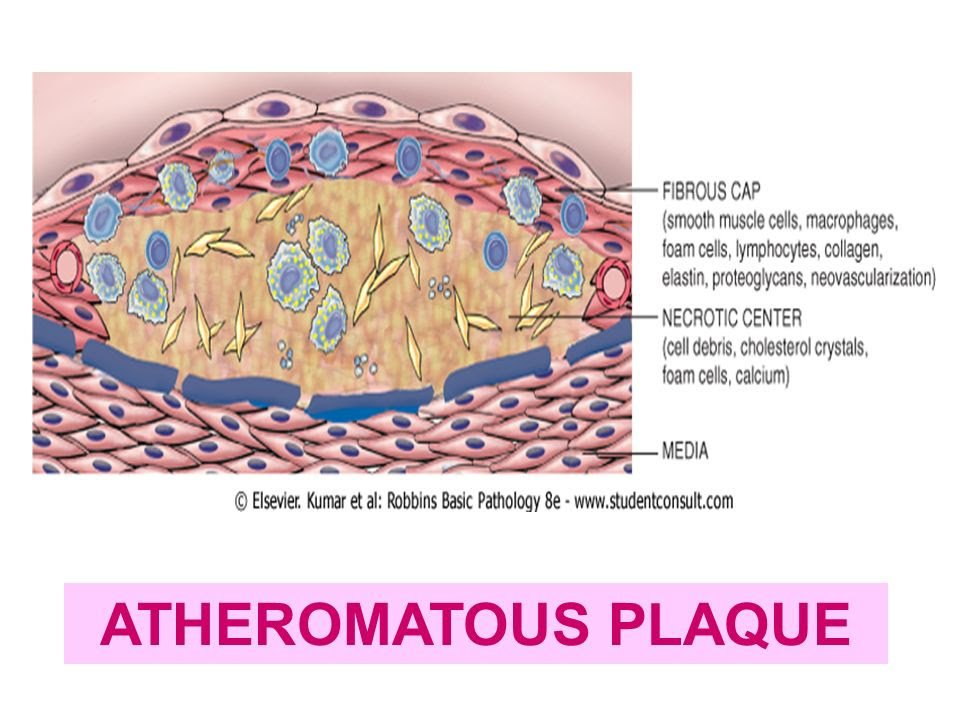 FIBROUS CAP
(smooth muscle cells, macrophages,
foam cells, lymphocytes, collagen,
elastin, proteoglycans, neovascularization)
NECROTIC CENTER
(cell debris, cholesterol crystals,
foam cells, calcium)
MEDIA
© Elsevier. Kumar et al: Robbins Basic Pathology 8e - www.studentconsult.com
ATHEROMATOUS PLAQUE